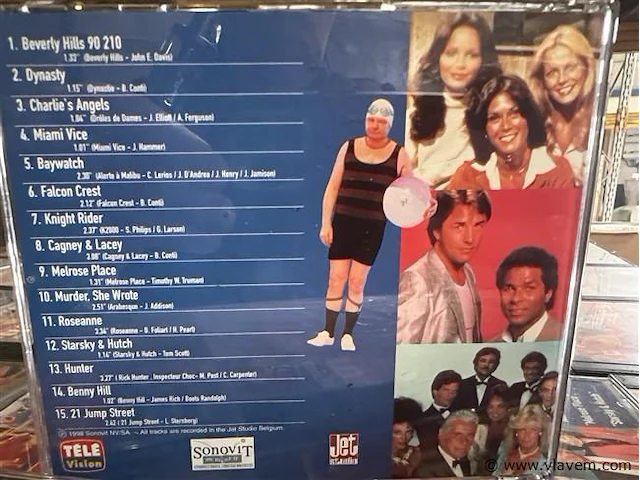 1. Beverly Hills 90 210
1.33" (Beverly Hills - John E. Davis)
2. Dynasty
1.15" (Dynastie - B. Conti)
3. Charlie's Angels
1.04" (Drôles de Dames - J. Elliott / A. Ferguson)
4. Miami Vice
1.01" (Miami Vice - J. Hammer)
5. Baywatch
2.30" (Alerte à Malibu - C. Lerios / J. D'Andrea / J. Henry / J. Jamison)
6. Falcon Crest
2.12" (Falcon Crest - B. Conti)
7. Knight Rider
2.37" (K2000 - S. Philips / G. Larson)
8. Cagney & Lacey
3.08" (Cagney & Lacey - B. Conti)
9. Melrose Place
1.31" (Melrose Place - Timothy W. Truman)
10. Murder, She Wrote
2.51" (Arabesque - J. Addison)
11. Roseanne
3.34" (Roseanne - D. Foliart / H. Pearl)
12. Starsky & Hutch
1.14" (Starsky & Hutch - Tom Scott)
13. Hunter
3.27" ( Rick Hunter, Inspecteur Choc- M. Post / C. Carpenter)
14. Benny Hill
1.02" (Benny Hill - James Rich / Boots Randolph)
15. 21 Jump Street
2.42 ( 21 Jump Street - L. Sternberg)
© 1998 Sonovit NV/SA - All tracks are recorded in the Jet Studio Belgium.
TÉLÉ
Vision
SONOVIT
Jet
studio
© www.vlavem.com